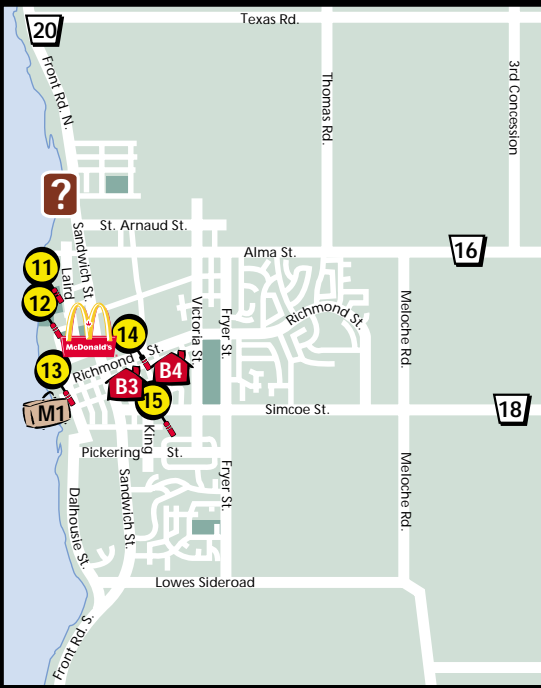 Texas Rd.
20
Front Rd. N.
Thomas Rd.
3rd Concession
?
St. Arnaud St.
Sandwich St.
Alma St.
16
11
Laird
12
McDonald's
14
Victoria St.
Fryer St.
Richmond St.
Meloche Rd.
13
Richmond St.
B4
B3
M1
15
Simcoe St.
18
King
Pickering St.
Sandwich St.
Fryer St.
Meloche Rd.
Dalhousie St.
Lowes Sideroad
Front Rd. S.